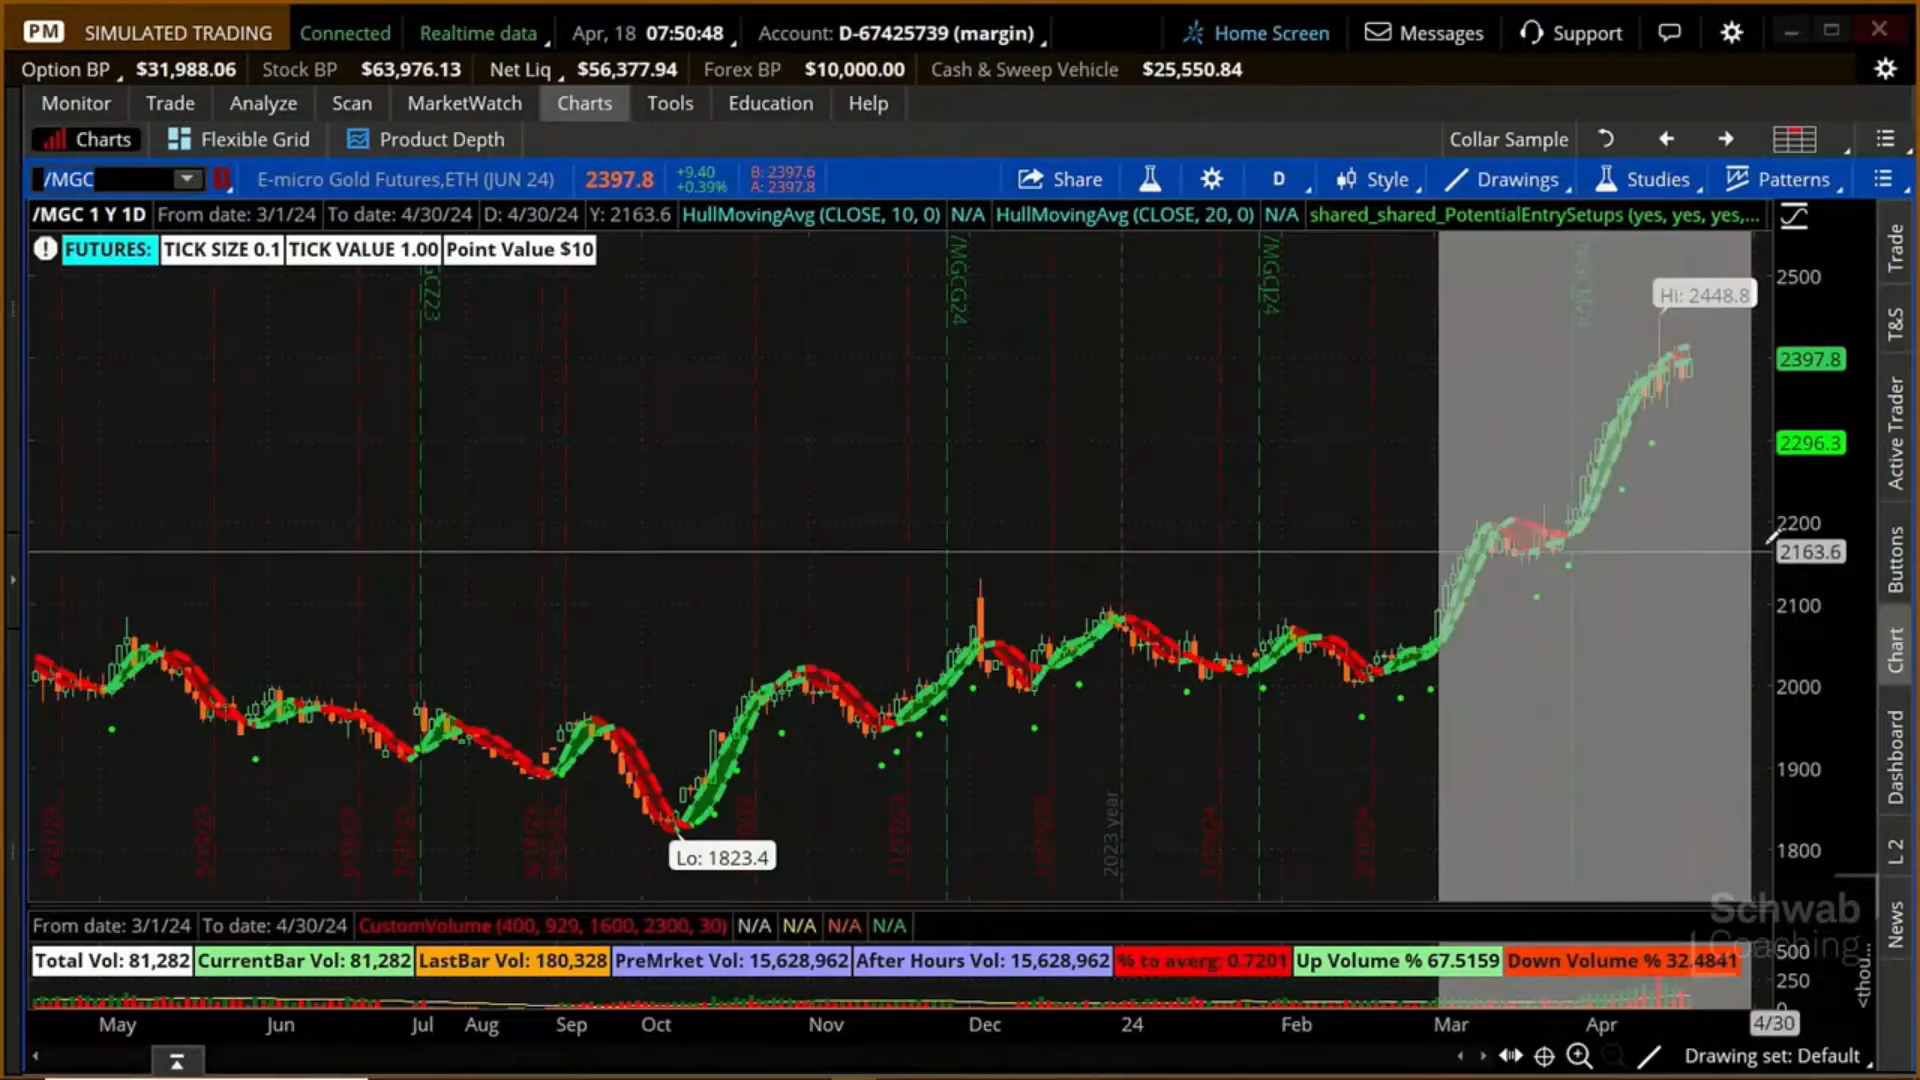 PM SIMULATED TRADING Connected Realtime data Apr, 18 07:50:48 Account: D-67425739 (margin) Home Screen Messages Support
Option BP $31,988.06 Stock BP $63,976.13 Net Liq $56,377.94 Forex BP $10,000.00 Cash & Sweep Vehicle $25,550.84
Monitor Trade Analyze Scan MarketWatch Charts Tools Education Help
Charts Flexible Grid Product Depth Collar Sample
/MGC E-micro Gold Futures,ETH (JUN 24) 2397.8 +9.40 B: 2397.6 Share D Style Drawings Studies Patterns
+0.39% A: 2397.8
/MGC 1 Y 1D From date: 3/1/24 To date: 4/30/24 D: 4/30/24 Y: 2163.6 HullMovingAvg (CLOSE, 10, 0) N/A HullMovingAvg (CLOSE, 20, 0) N/A shared_shared_PotentialEntrySetups (yes, yes, yes,...
FUTURES: TICK SIZE 0.1 TICK VALUE 1.00 Point Value $10
/MGCG24
/MGCJ24
2500
Hi: 2448.8
2397.8
2296.3
2200
2163.6
2100
2000
1900
1800
Lo: 1823.4
2023 year
Trade
T&S
Active Trader
Buttons
Chart
Dashboard
L 2
News
Schwab
Coaching
From date: 3/1/24 To date: 4/30/24 CustomVolume (400, 929, 1600, 2300, 30) N/A N/A N/A N/A
Total Vol: 81,282 CurrentBar Vol: 81,282 LastBar Vol: 180,328 PreMrket Vol: 15,628,962 After Hours Vol: 15,628,962 % to averg: 0.7201 Up Volume % 67.5159 Down Volume % 32.4841
500
250
0
<thou...
May Jun Jul Aug Sep Oct Nov Dec 24 Feb Mar Apr 4/30
Drawing set: Default